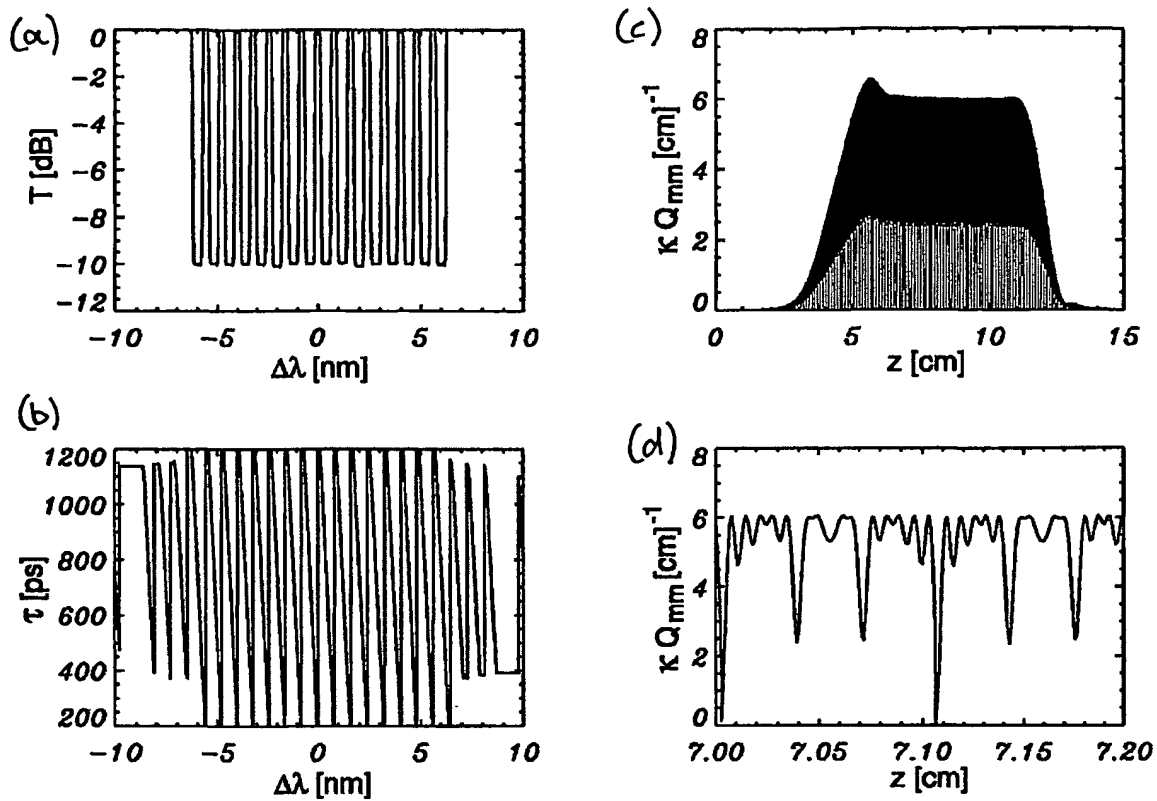 (a)
0
-2
-4
-6
-8
-10
-12
T [dB]
-10 -5 0 5 10
Δλ [nm]
(b)
1200
1000
800
600
400
200
τ [ps]
-10 -5 0 5 10
Δλ [nm]
(c)
8
6
4
2
0
κ Q_mm [cm]^-1
0 5 10 15
z [cm]
(d)
8
6
4
2
0
κ Q_mm [cm]^-1
7.00 7.05 7.10 7.15 7.20
z [cm]